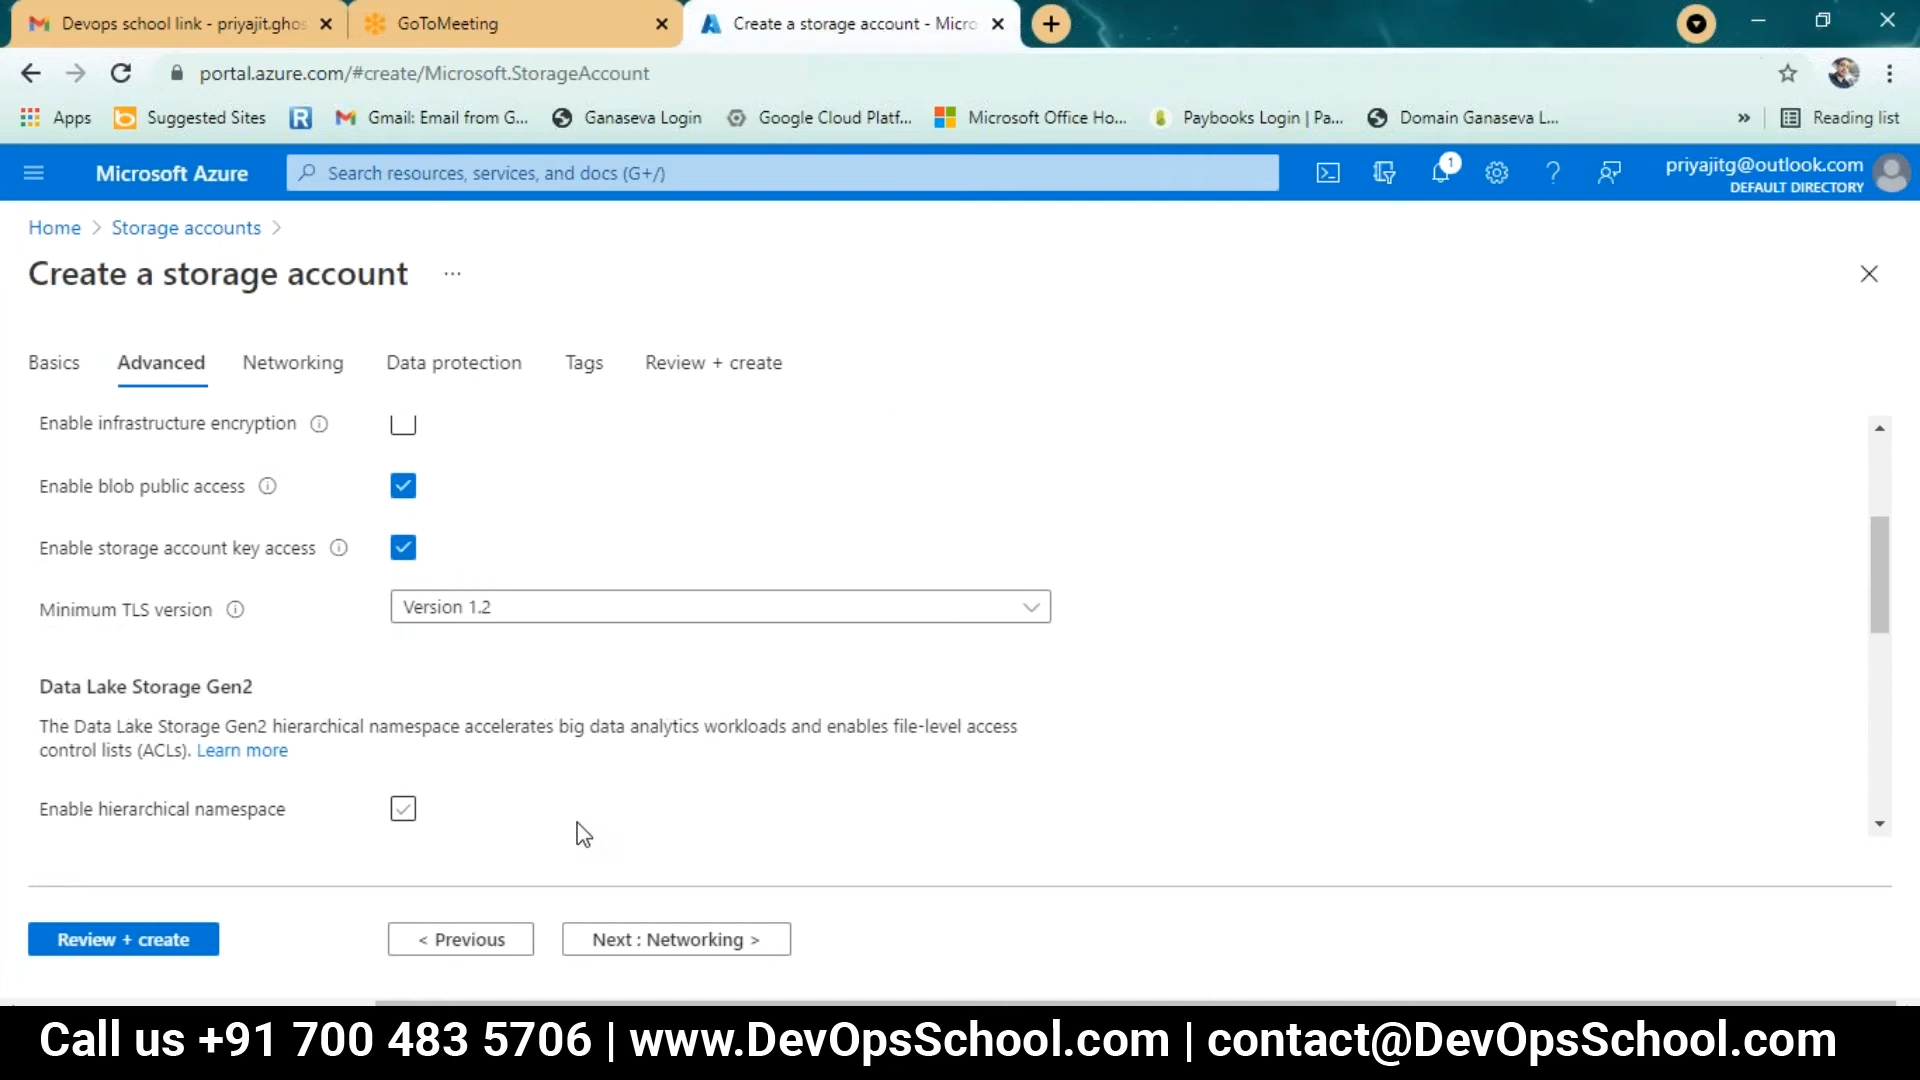 Devops school link - priyajit.ghos
GoToMeeting
Create a storage account - Micro
portal.azure.com/#create/Microsoft.StorageAccount
Apps
Suggested Sites
R
Gmail: Email from G...
Ganaseva Login
Google Cloud Platf...
Microsoft Office Ho...
Paybooks Login | Pa...
Domain Ganaseva L...
»
Reading list
Microsoft Azure
Search resources, services, and docs (G+/)
1
priyajitg@outlook.com
DEFAULT DIRECTORY
Home > Storage accounts >
Create a storage account ...
Basics
Advanced
Networking
Data protection
Tags
Review + create
Enable infrastructure encryption
Enable blob public access
Enable storage account key access
Minimum TLS version
Version 1.2
Data Lake Storage Gen2
The Data Lake Storage Gen2 hierarchical namespace accelerates big data analytics workloads and enables file-level access
control lists (ACLs). Learn more
Enable hierarchical namespace
Review + create
< Previous
Next : Networking >
Call us +91 700 483 5706 | www.DevOpsSchool.com | contact@DevOpsSchool.com